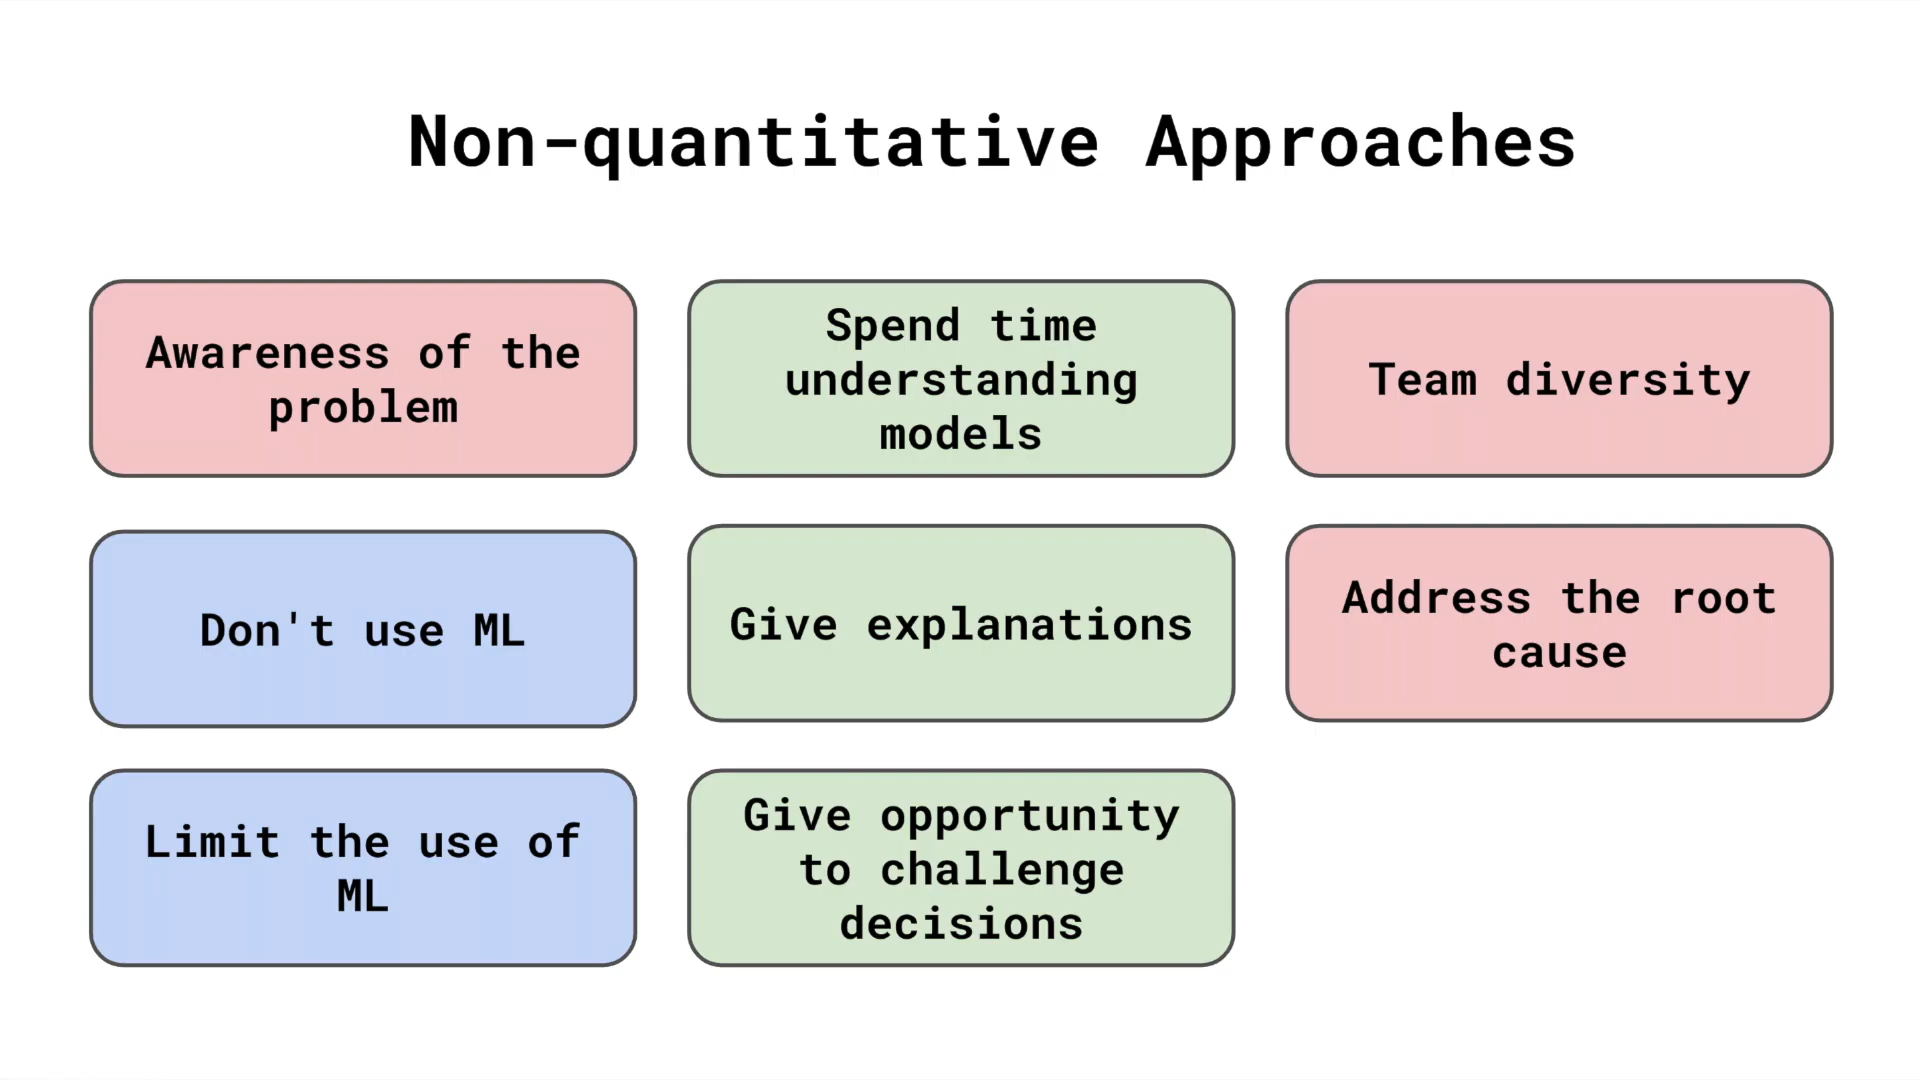 Non-quantitative Approaches
Awareness of the
problem
Spend time
understanding
models
Team diversity
Don't use ML
Give explanations
Address the root
cause
Limit the use of
ML
Give opportunity
to challenge
decisions